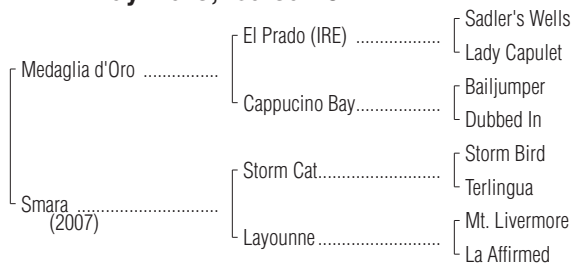 Sadler's Wells
El Prado (IRE) ...................
Lady Capulet
Medaglia d'Oro ................
Bailjumper
Cappucino Bay...................
Dubbed In
Storm Bird
Storm Cat...........................
Terlingua
Smara ..............................
(2007)
Mt. Livermore
Layounne...........................
La Affirmed